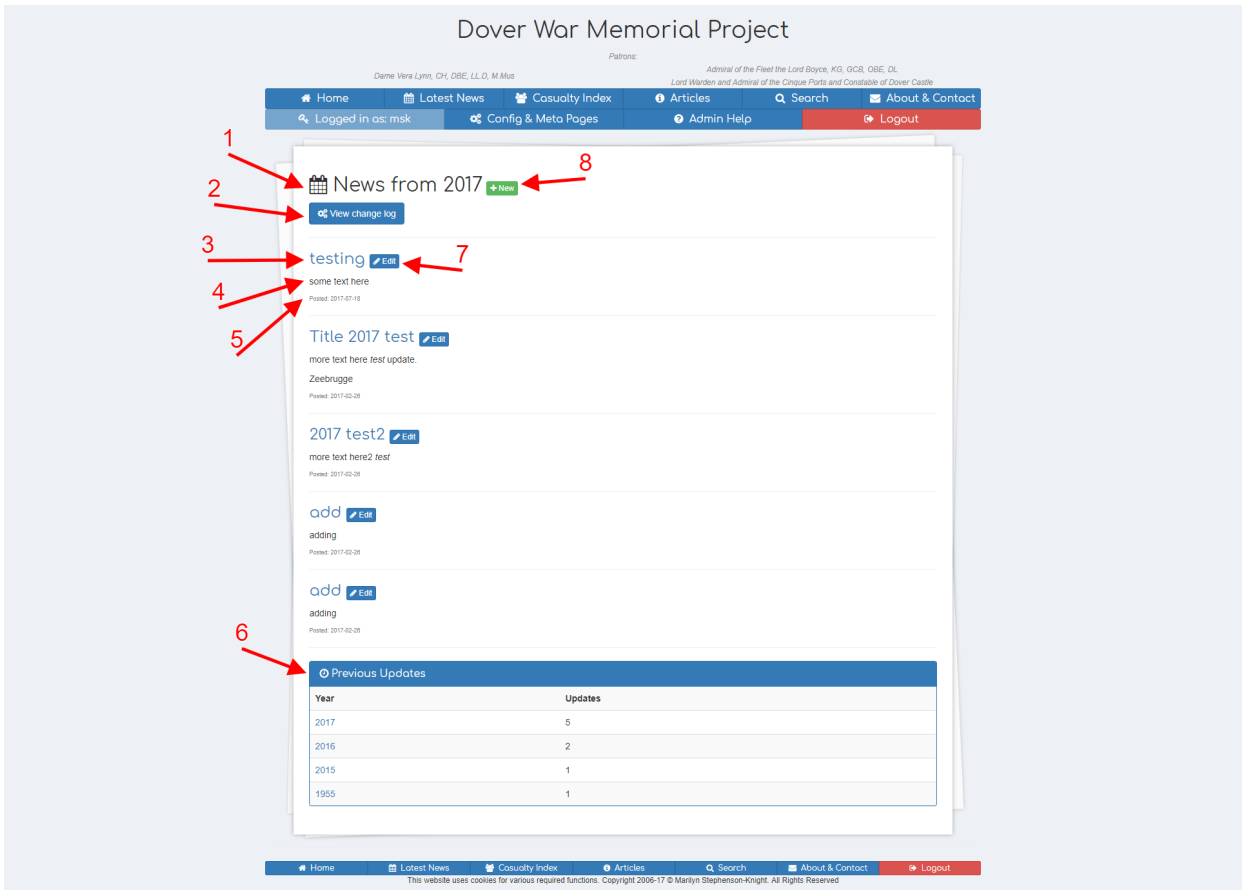 Dover War Memorial Project
Patrons:
Dame Vera Lynn, CH, DBE, LL.D, M.Mus
Admiral of the Fleet the Lord Boyce, KG, GCB, OBE, DL
Lord Warden and Admiral of the Cinque Ports and Constable of Dover Castle
Home Latest News Casualty Index Articles Search About & Contact
Logged in as: msk Config & Meta Pages Admin Help Logout
1
8
News from 2017 + New
2
View change log
3
7
testing Edit
4
some text here
5
Posted: 2017-07-18
Title 2017 test Edit
more text here test update.
Zeebrugge
Posted: 2017-02-26
2017 test2 Edit
more text here2 test
Posted: 2017-02-26
add Edit
adding
Posted: 2017-02-26
add Edit
adding
Posted: 2017-02-26
6
Previous Updates
Year Updates
2017 5
2016 2
2015 1
1955 1
Home Latest News Casualty Index Articles Search About & Contact Logout
This website uses cookies for various required functions. Copyright 2006-17 © Marilyn Stephenson-Knight. All Rights Reserved